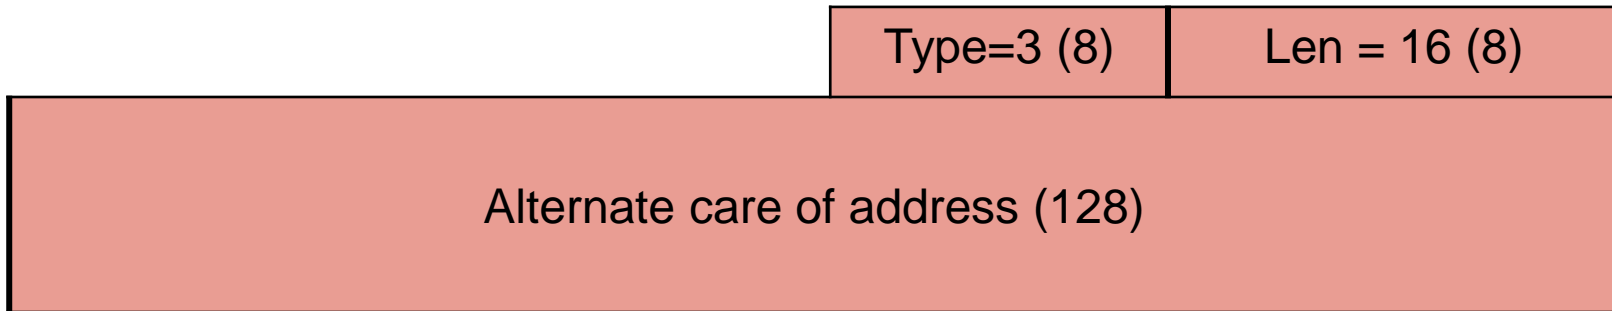 Type=3 (8)
Len = 16 (8)
Alternate care of address (128)